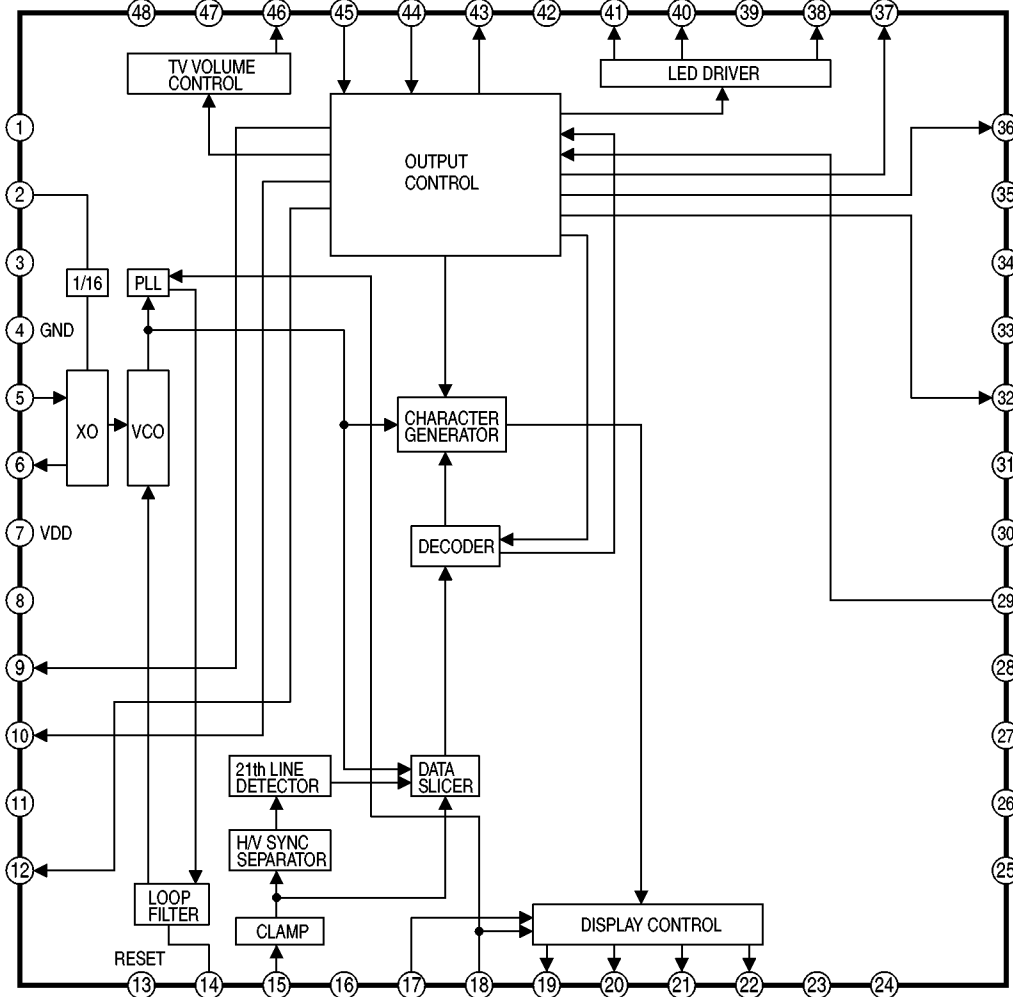 48 47 46 45 44 43 42 41 40 39 38 37
TV VOLUME
CONTROL
LED DRIVER
1
36
OUTPUT
CONTROL
2
35
3
34
1/16
PLL
4 GND
33
5
32
CHARACTER
GENERATOR
XO
VCO
6
31
7 VDD
30
DECODER
8
29
9
28
10
27
21th LINE
DETECTOR
DATA
SLICER
11
26
H/V SYNC
SEPARATOR
12
25
LOOP
FILTER
CLAMP
DISPLAY CONTROL
RESET
13 14 15 16 17 18 19 20 21 22 23 24